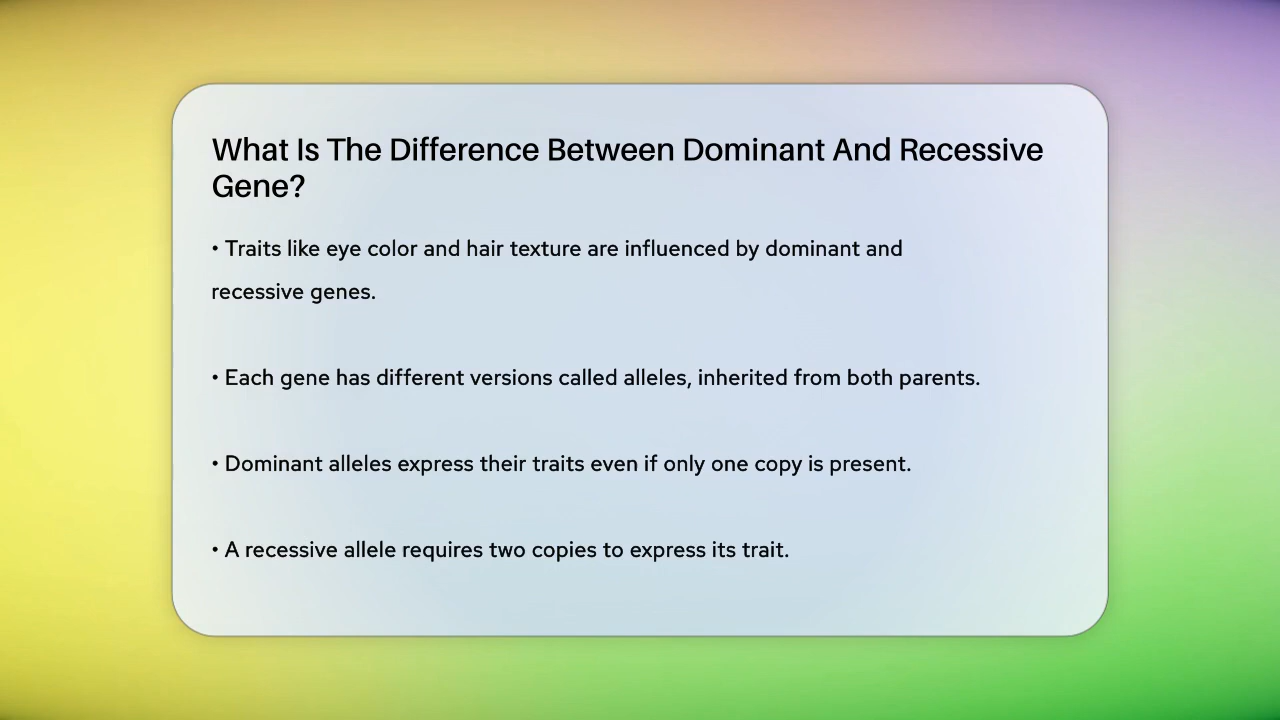 What Is The Difference Between Dominant And Recessive
Gene?
• Traits like eye color and hair texture are influenced by dominant and
recessive genes.
• Each gene has different versions called alleles, inherited from both parents.
• Dominant alleles express their traits even if only one copy is present.
• A recessive allele requires two copies to express its trait.